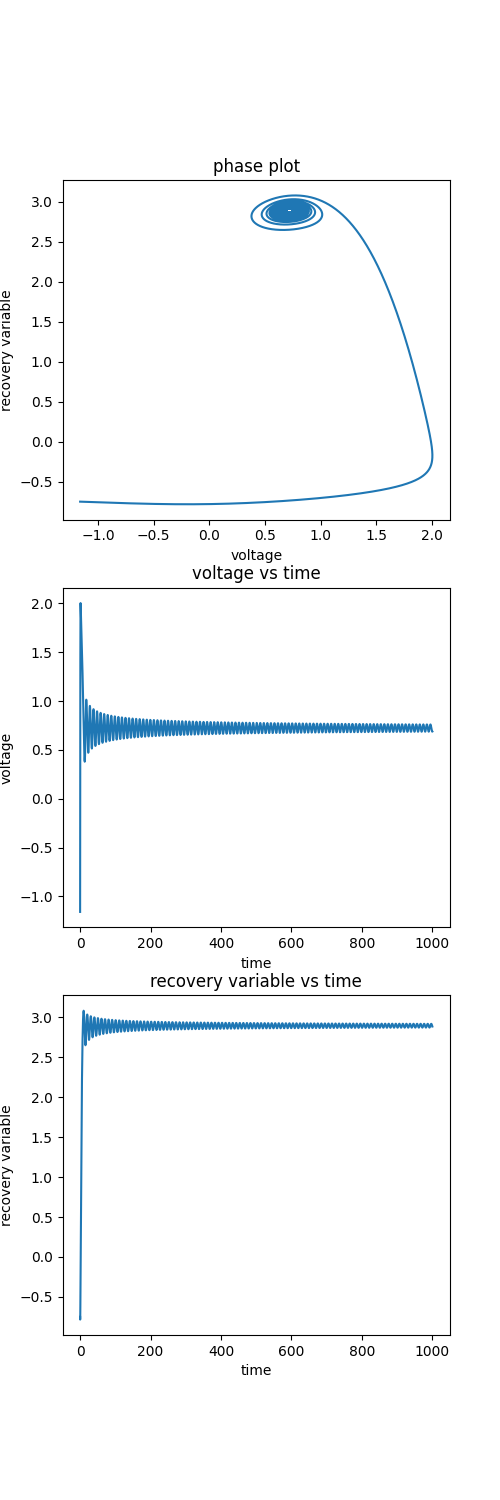 phase plot
recovery variable
3.0
2.5
2.0
1.5
1.0
0.5
0.0
−0.5
−1.0 −0.5 0.0 0.5 1.0 1.5 2.0
voltage
voltage vs time
voltage
2.0
1.5
1.0
0.5
0.0
−0.5
−1.0
0 200 400 600 800 1000
time
recovery variable vs time
recovery variable
3.0
2.5
2.0
1.5
1.0
0.5
0.0
−0.5
0 200 400 600 800 1000
time